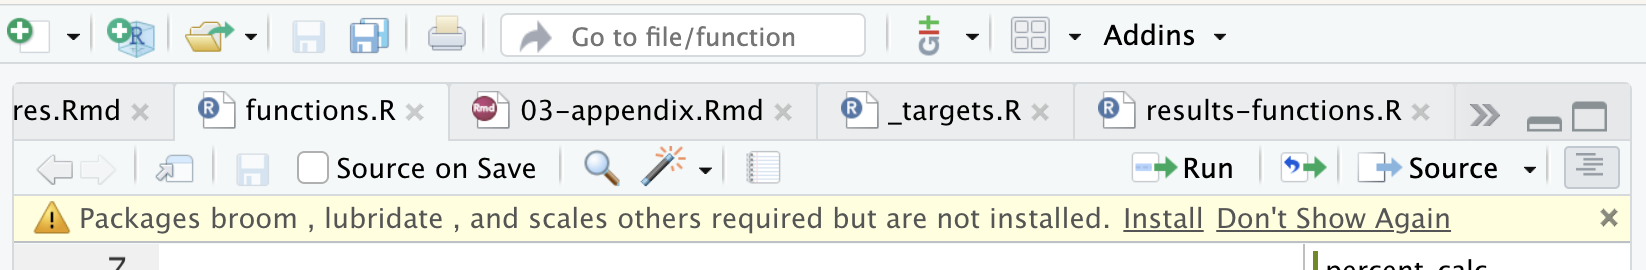 Go to file/function Addins
res.Rmd functions.R 03-appendix.Rmd _targets.R results-functions.R
Source on Save Run Source
Packages broom , lubridate , and scales others required but are not installed. Install Don't Show Again
7 percent_calc